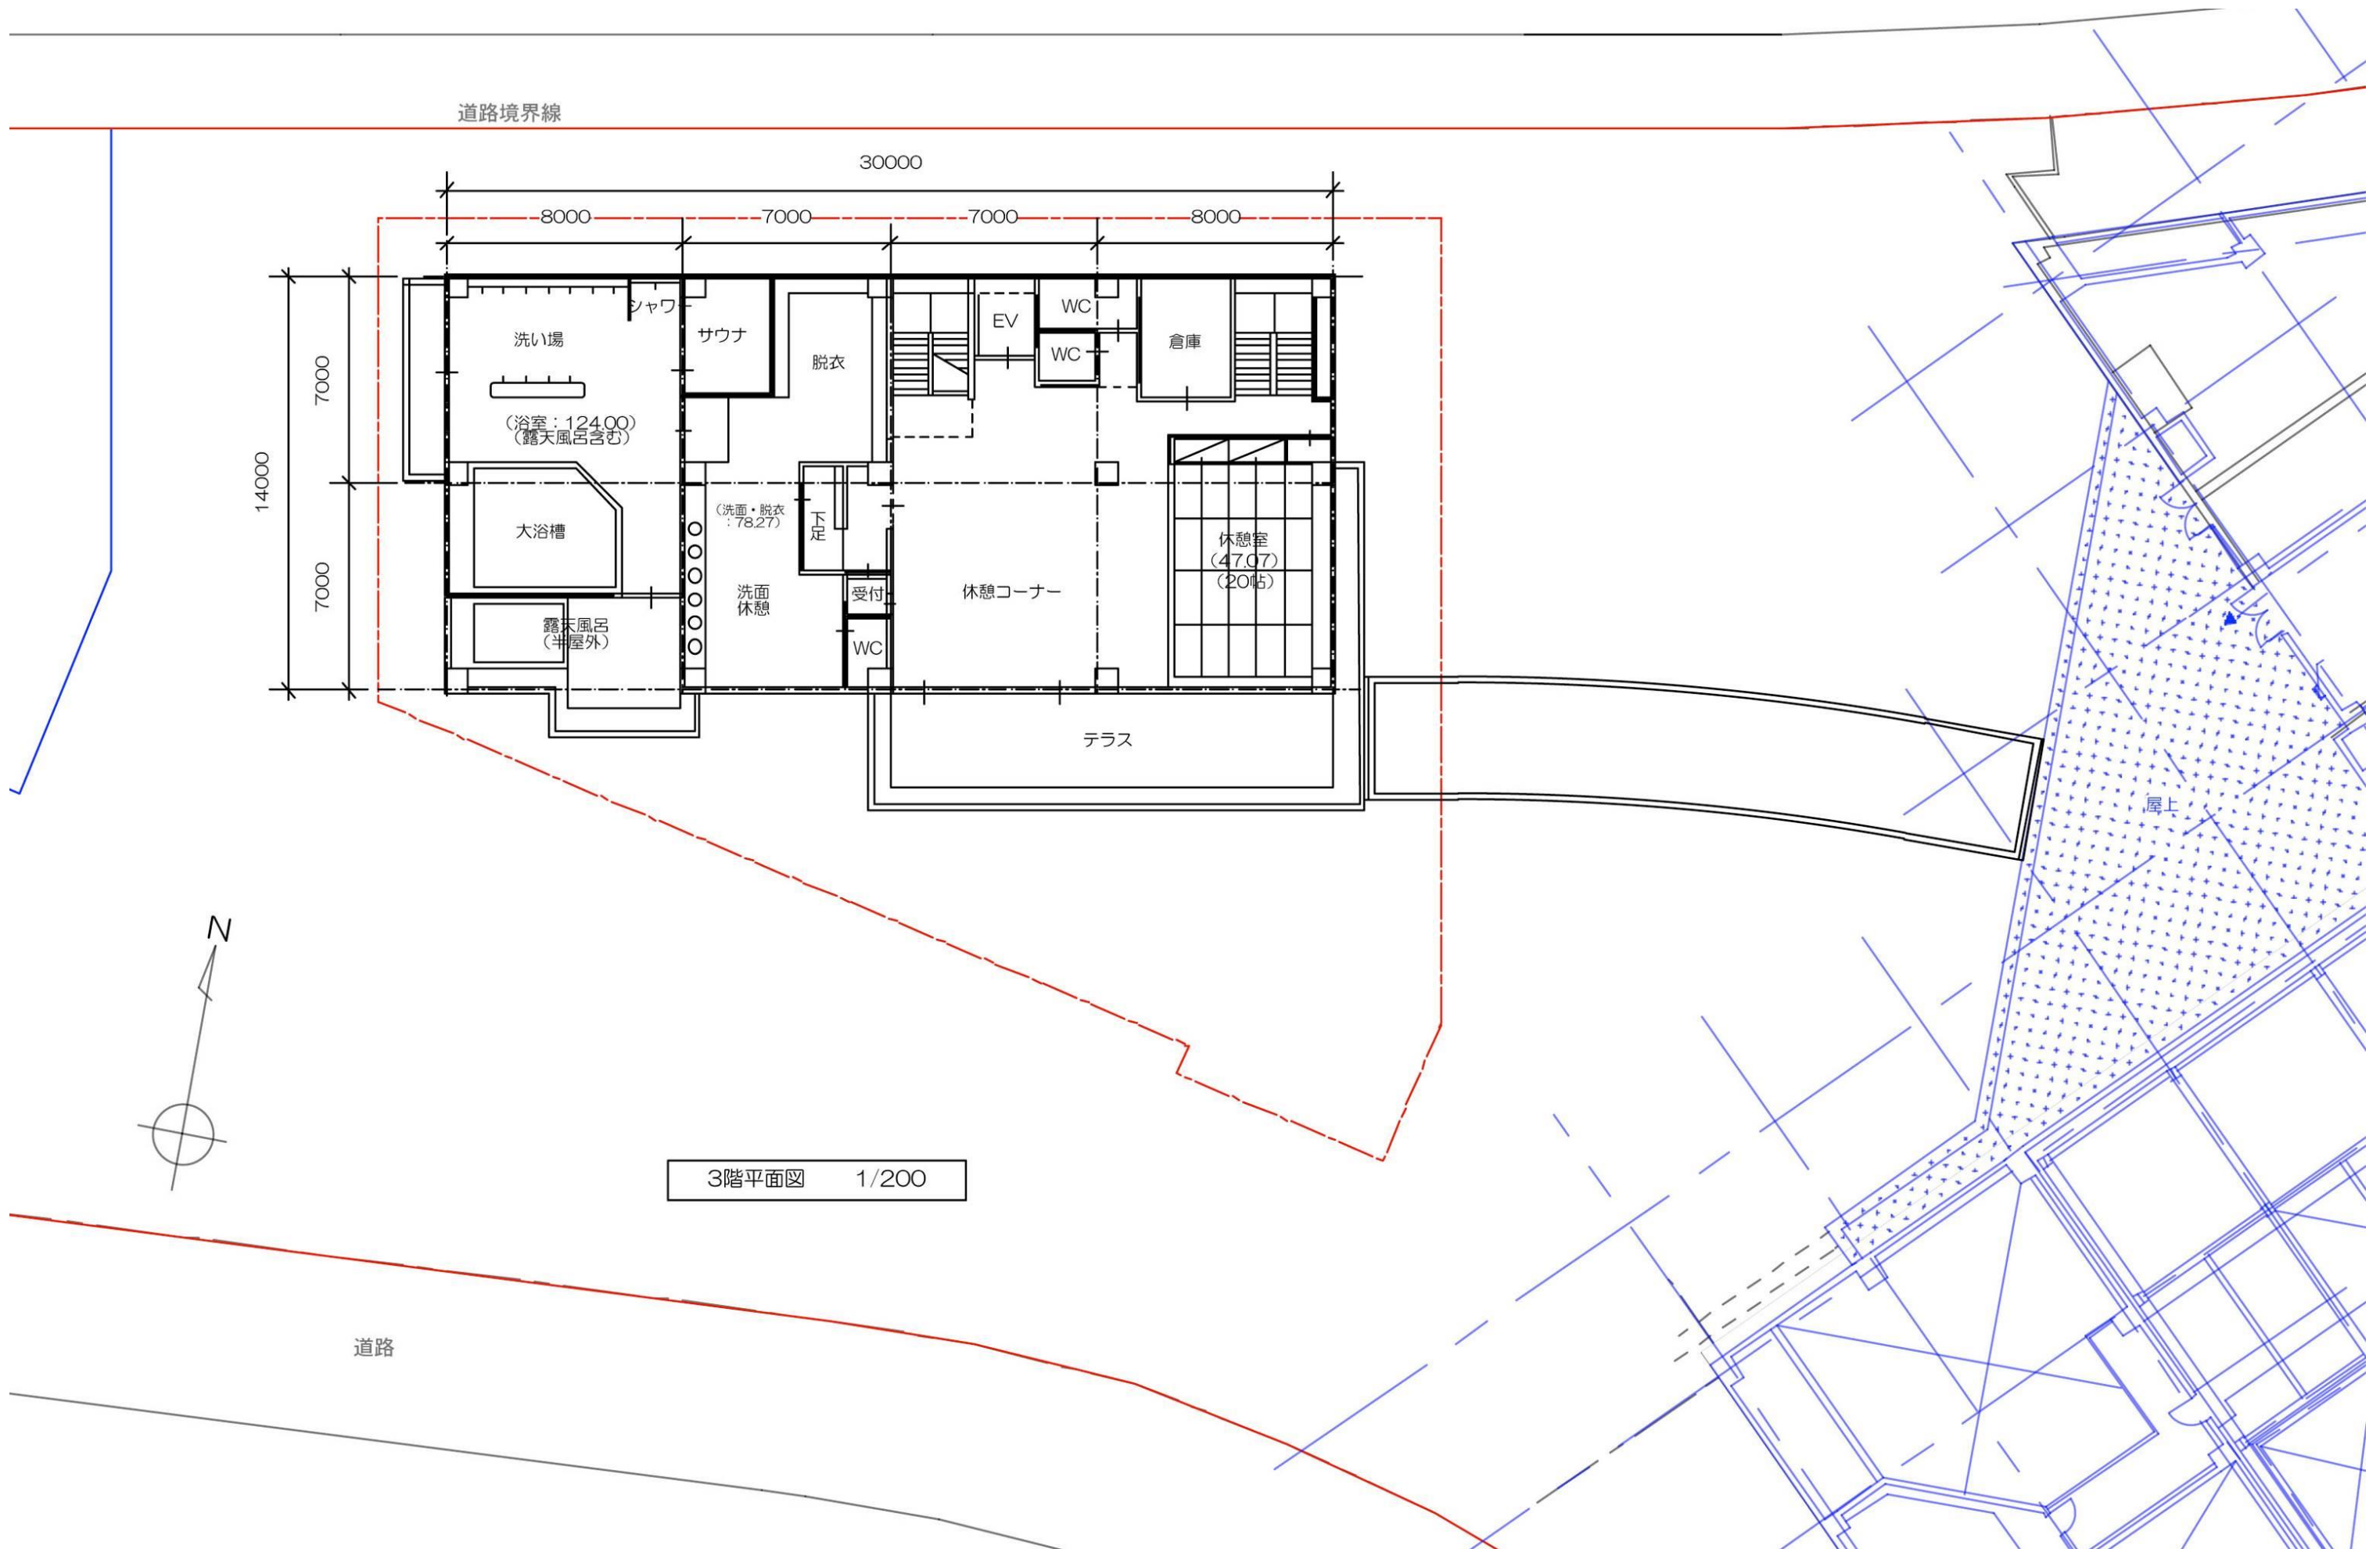 道路境界線
30000
8000
7000
7000
8000
14000
7000
7000
シャワー
洗い場
サウナ
脱衣
EV
WC
WC
倉庫
（浴室：124.00）
（露天風呂含む）
大浴槽
（洗面・脱衣
：78.27）
下足
休憩室
（47.07）
（20帖）
洗面
休憩
受付
休憩コーナー
露天風呂
（半屋外）
WC
テラス
屋上
N
3階平面図 1/200
道路